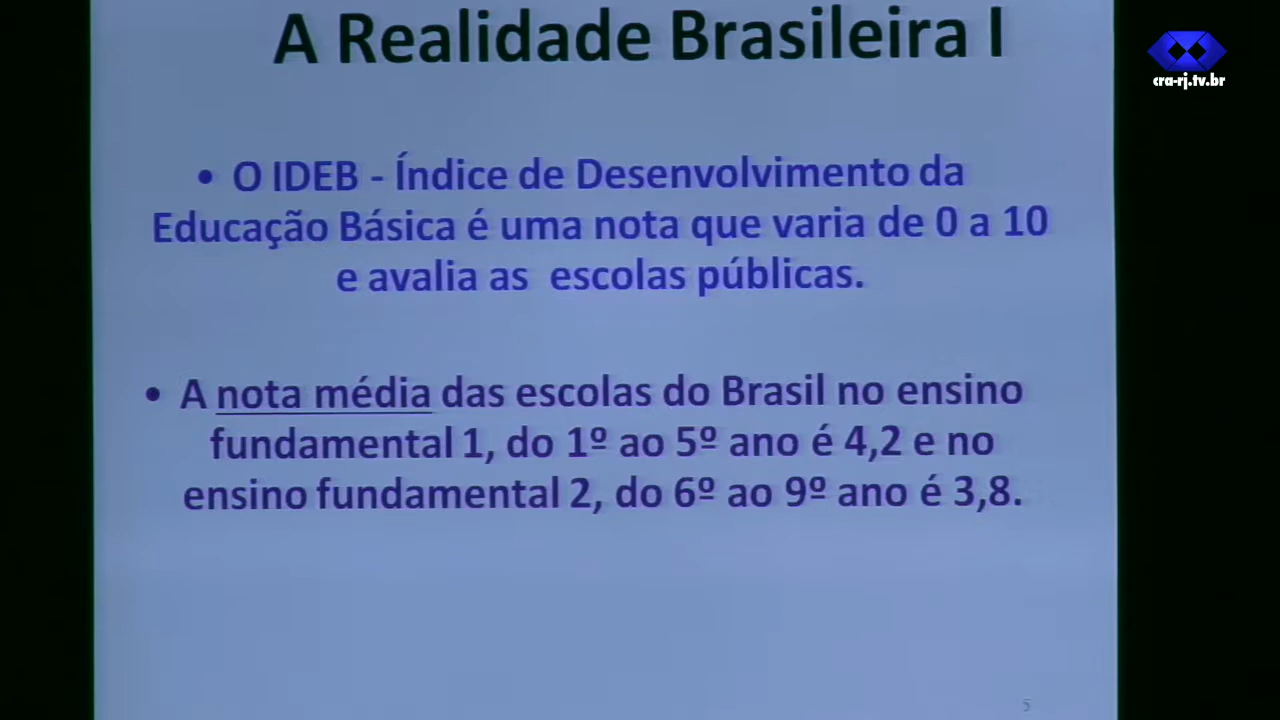 A Realidade Brasileira I
cra-rj.tv.br
• O IDEB - Índice de Desenvolvimento da
Educação Básica é uma nota que varia de 0 a 10
e avalia as escolas públicas.
• A nota média das escolas do Brasil no ensino
fundamental 1, do 1º ao 5º ano é 4,2 e no
ensino fundamental 2, do 6º ao 9º ano é 3,8.
5